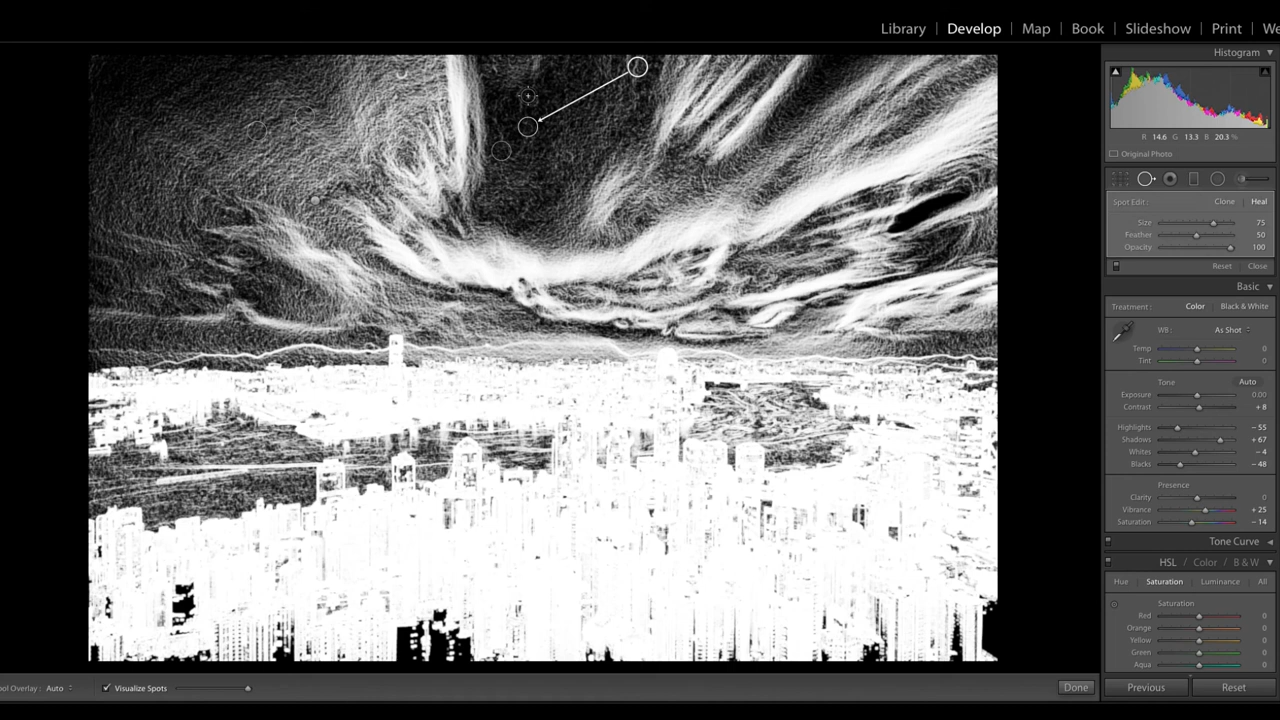 Library | Develop | Map | Book | Slideshow | Print | We
Histogram
R 14.6 G 13.3 B 20.3 %
Original Photo
Spot Edit : Clone Heal
Size 75
Feather 50
Opacity 100
Reset Close
Basic
Treatment : Color Black & White
WB : As Shot
Temp 0
Tint 0
Tone Auto
Exposure 0.00
Contrast + 8
Highlights - 55
Shadows + 67
Whites - 4
Blacks - 48
Presence
Clarity 0
Vibrance + 25
Saturation - 14
Tone Curve
HSL / Color / B & W
Hue Saturation Luminance All
Saturation
Red 0
Orange 0
Yellow 0
Green 0
Aqua 0
ool Overlay : Auto Visualize Spots Done
Previous Reset